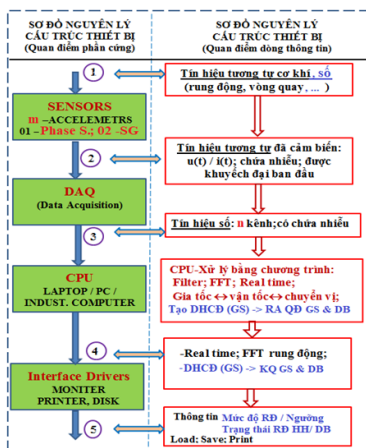 SƠ ĐỒ NGUYÊN LÝ
CẤU TRÚC THIẾT BỊ
(Quan điểm phần cứng)
SƠ ĐỒ NGUYÊN LÝ
CẤU TRÚC THIẾT BỊ
(Quan điểm dòng thông tin)
1
Tín hiệu tương tự cơ khí, số
(rung động, vòng quay, ... )
SENSORS
m –ACCELEMETRS
01 – Phase S.; 02 -SG
2
Tín hiệu tương tự đã cảm biến:
u(t) / i(t); chứa nhiễu; được
khuyếch đại ban đầu
DAQ
(Data Acquisition)
3
Tín hiệu số: n kênh;có chứa nhiễu
CPU
LAPTOP / PC /
INDUST. COMPUTER
CPU-Xử lý bằng chương trình:
Filter; FFT; Real time;
Gia tốc ↔ vận tốc↔ chuyển vị;
Tạo DHCĐ (GS) -> RA QĐ GS & DB
4
-Real time; FFT rung động;
-DHCĐ (GS) -> KQ GS & DB
Interface Drivers
MONITER
PRINTER, DISK
5
Thông tin Mức độ RĐ / Ngưỡng
Trạng thái RĐ HH/ DB
Load; Save; Print